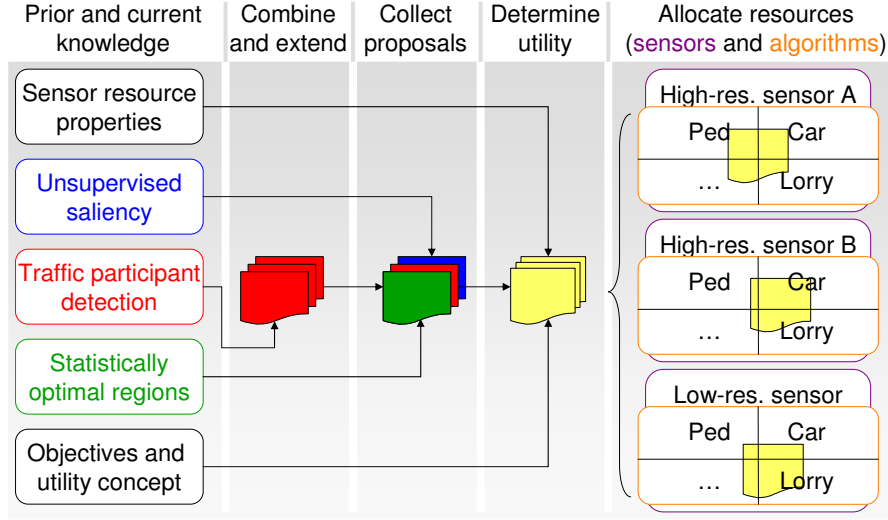 Prior and current
knowledge
Combine
and extend
Collect
proposals
Determine
utility
Allocate resources
(sensors and algorithms)
Sensor resource
properties
Unsupervised
saliency
Traffic participant
detection
Statistically
optimal regions
Objectives and
utility concept
High-res. sensor A
Ped Car
... Lorry
High-res. sensor B
Ped Car
... Lorry
Low-res. sensor
Ped Car
... Lorry